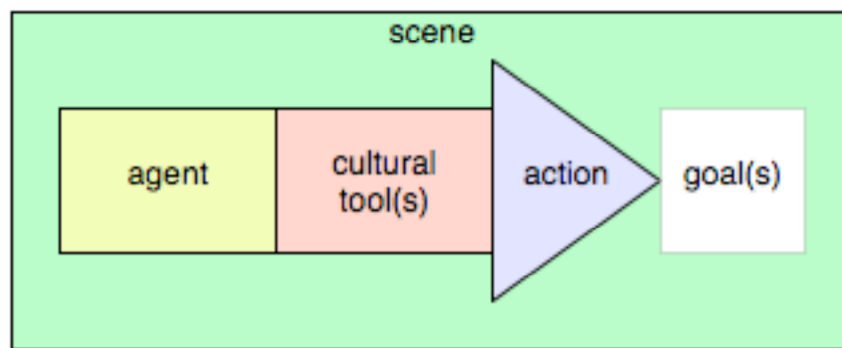 scene
agent
cultural
tool(s)
action
goal(s)